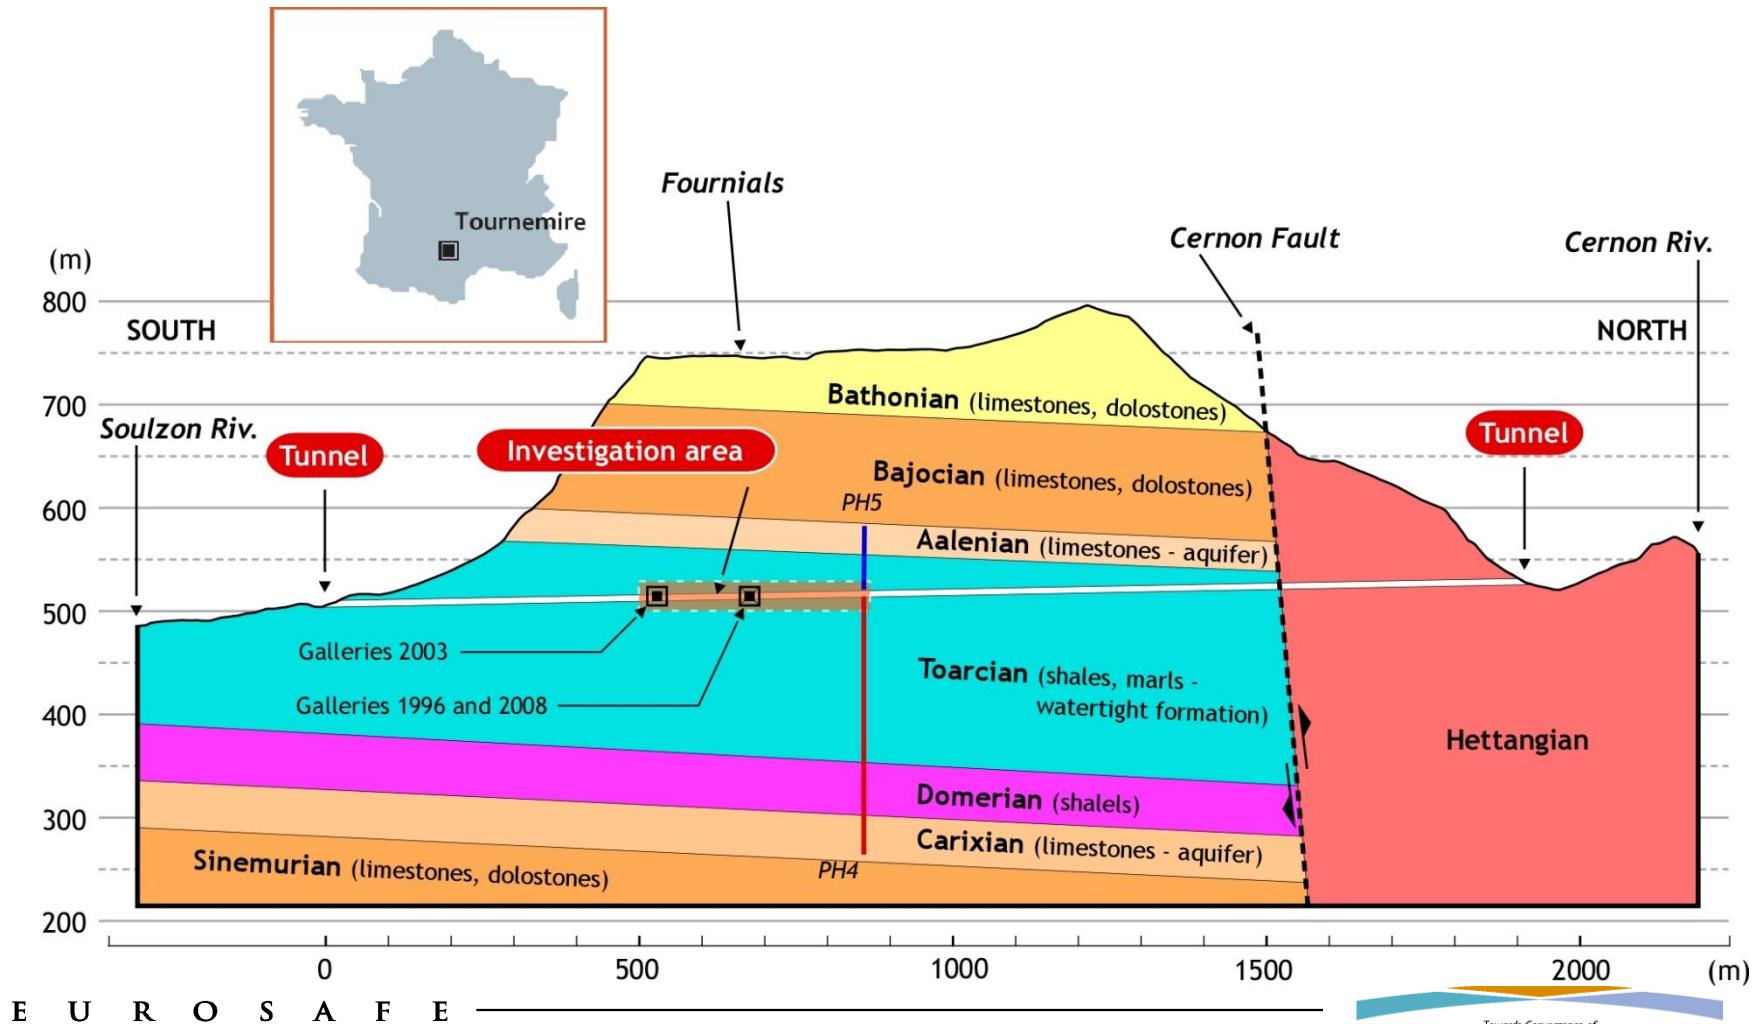 Tournemire
Fournials
Cernon Fault
Cernon Riv.
(m)
800
SOUTH
NORTH
700
Bathonian (limestones, dolostones)
Soulzon Riv.
Tunnel
Investigation area
Tunnel
Bajocian (limestones, dolostones)
PH5
600
Aalenian (limestones - aquifer)
500
Galleries 2003
Toarcian (shales, marls -
watertight formation)
Galleries 1996 and 2008
400
Hettangian
Domerian (shalels)
300
Carixian (limestones - aquifer)
Sinemurian (limestones, dolostones)
PH4
200
0 500 1000 1500 2000 (m)
EUROSAFE